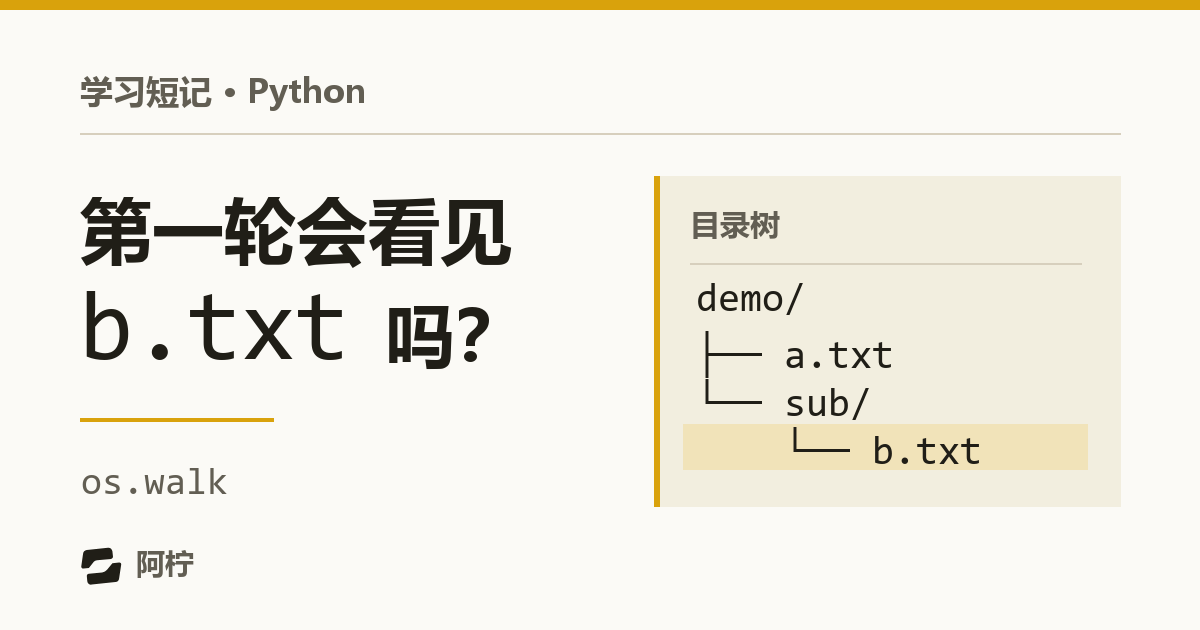 学习短记 • Python
第一轮会看见
b.txt 吗?
os.walk
阿柠
目录树
demo/
├── a.txt
└── sub/
    └── b.txt